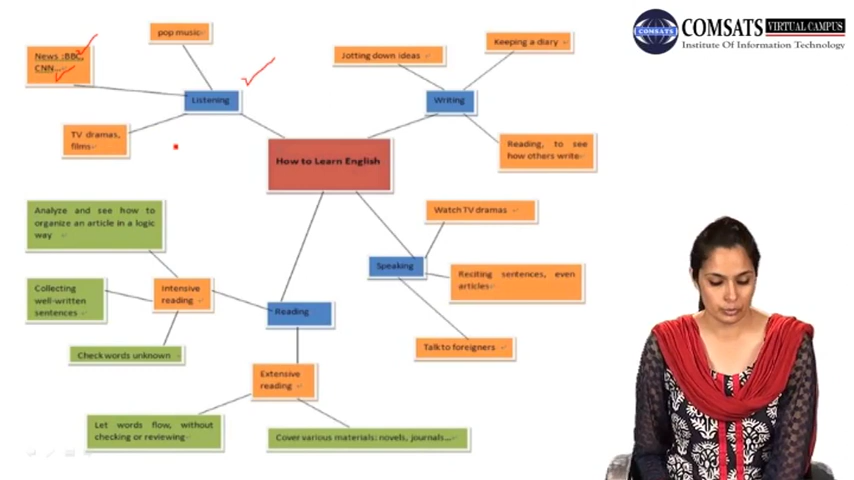 COMSATS VIRTUAL CAMPUS
Institute Of Information Technology
pop music
News :BBC,
CNN...
Listening
TV dramas,
films
Jotting down ideas
Keeping a diary
Writing
Reading, to see
how others write
How to Learn English
Watch TV dramas
Speaking
Reciting sentences, even
articles
Talk to foreigners
Analyze and see how to
organize an article in a logic
way
Collecting
well-written
sentences
Intensive
reading
Check words unknown
Reading
Extensive
reading
Let words flow, without
checking or reviewing
Cover various materials: novels, journals...